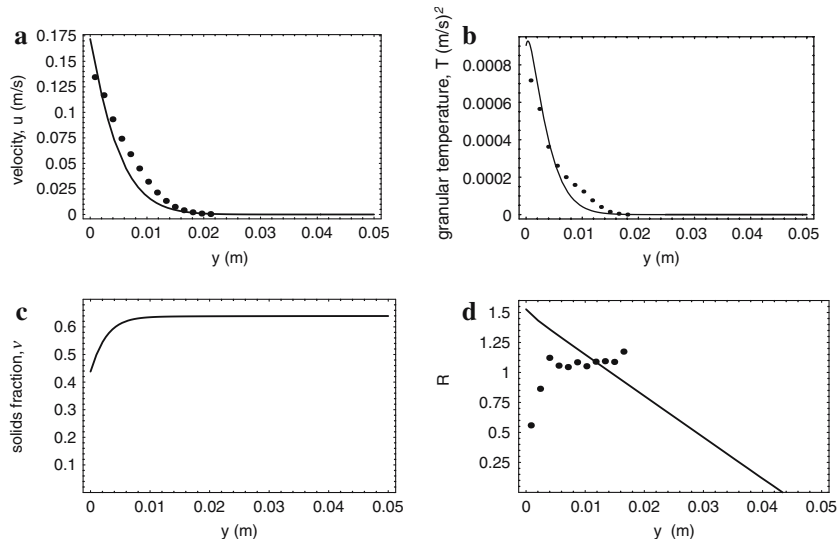 a
0.175
0.15
0.125
0.1
0.075
0.05
0.025
0
velocity, u (m/s)
0 0.01 0.02 0.03 0.04 0.05
y (m)
b
0.0008
0.0006
0.0004
0.0002
0
granular temperature, T (m/s)²
0 0.01 0.02 0.03 0.04 0.05
y (m)
c
0.6
0.5
0.4
0.3
0.2
0.1
solids fraction, ν
0 0.01 0.02 0.03 0.04 0.05
y (m)
d
1.5
1.25
1
0.75
0.5
0.25
R
0 0.01 0.02 0.03 0.04 0.05
y (m)